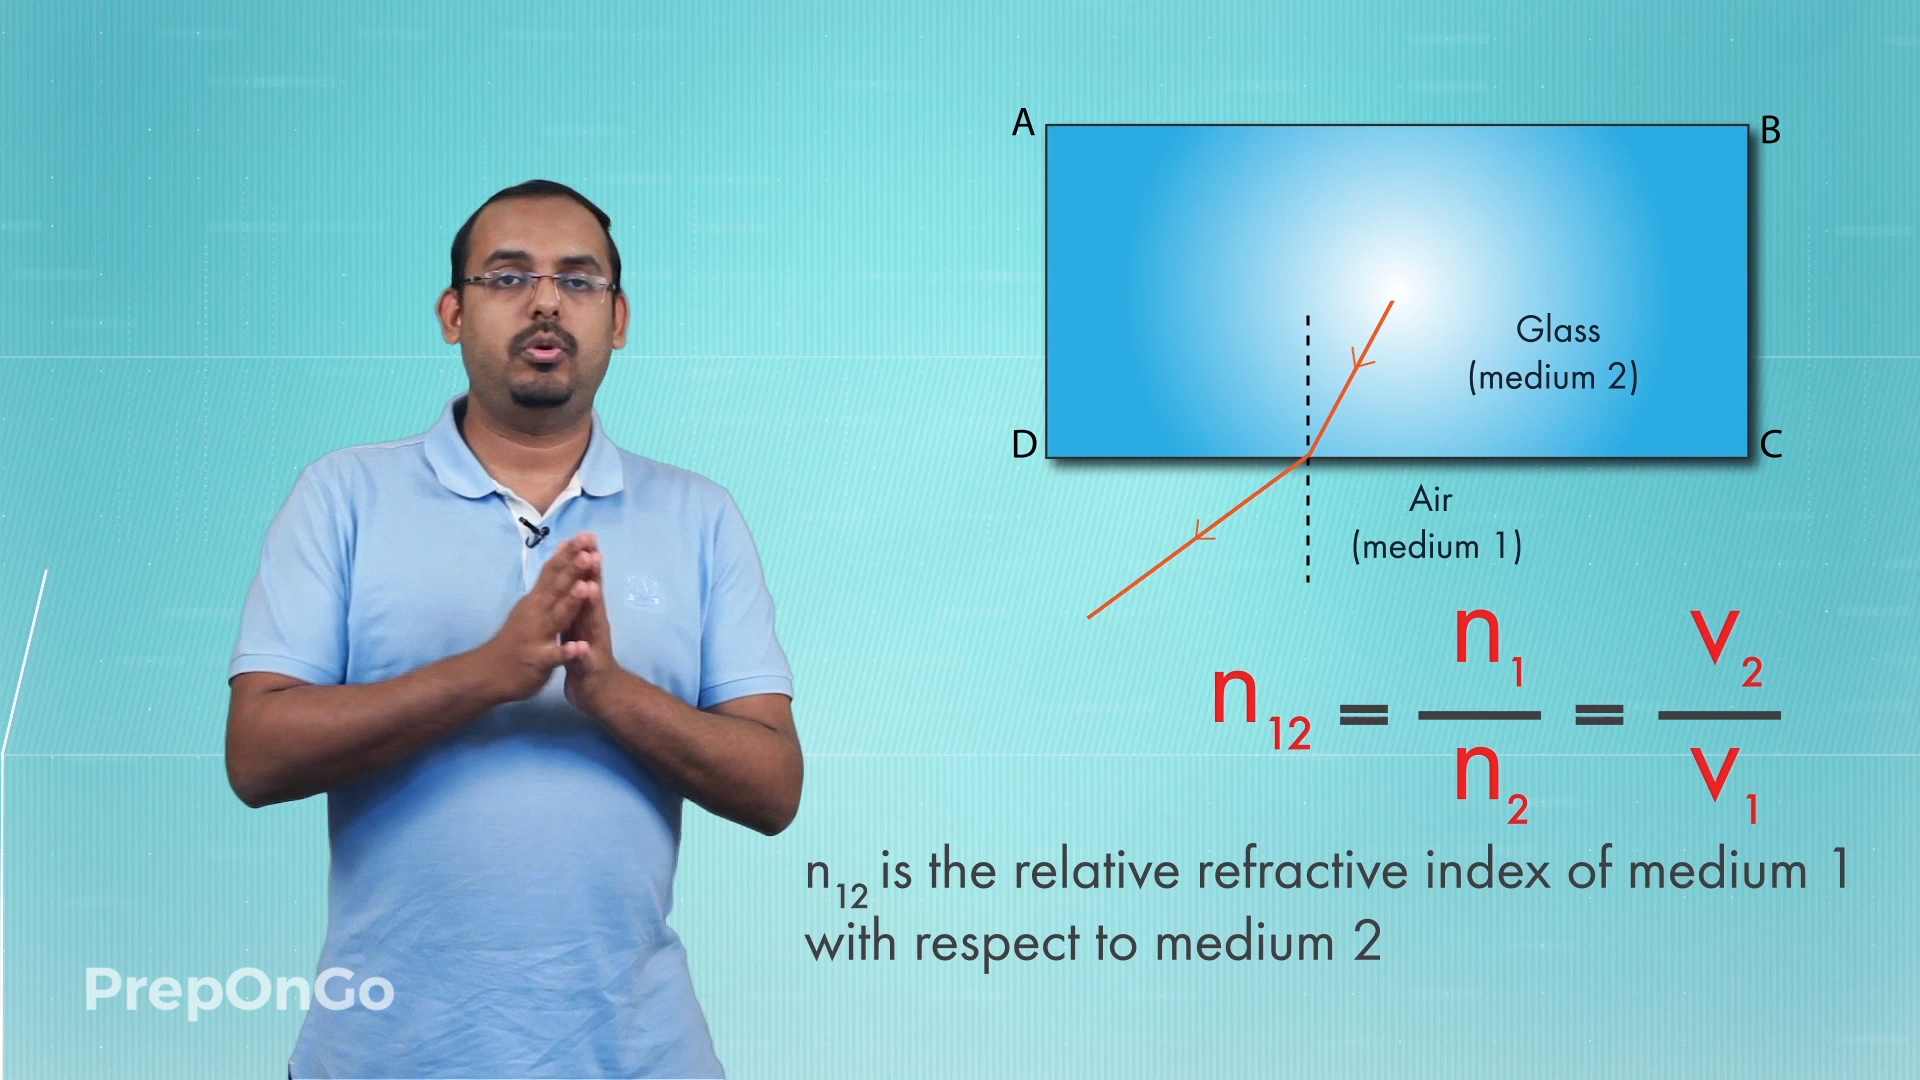 A
B
Glass
(medium 2)
D
C
Air
(medium 1)
n₁₂ = n₁/n₂ = v₂/v₁
n₁₂ is the relative refractive index of medium 1
with respect to medium 2
PrepOnGo